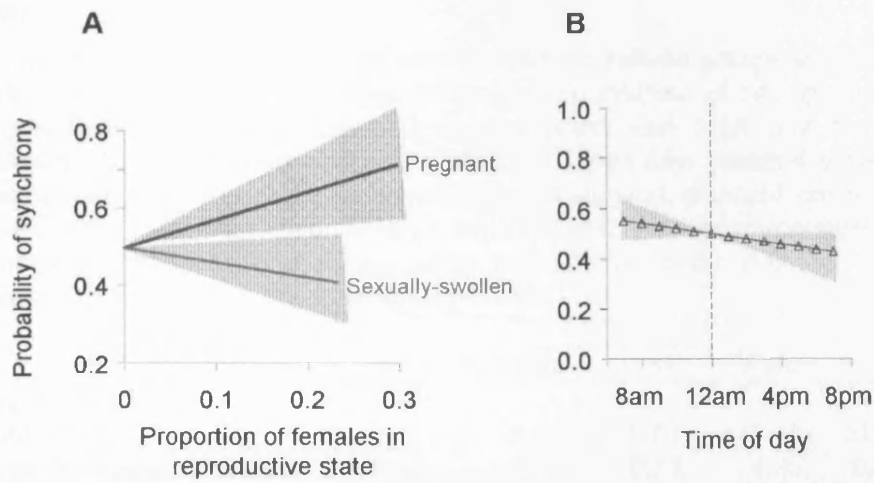 A
Probability of synchrony
0.8
0.6
0.4
0.2
0
0.1
0.2
0.3
Pregnant
Sexually-swollen
Proportion of females in
reproductive state
B
1.0
0.8
0.6
0.4
0.2
0.0
8am
12am
4pm
8pm
Time of day